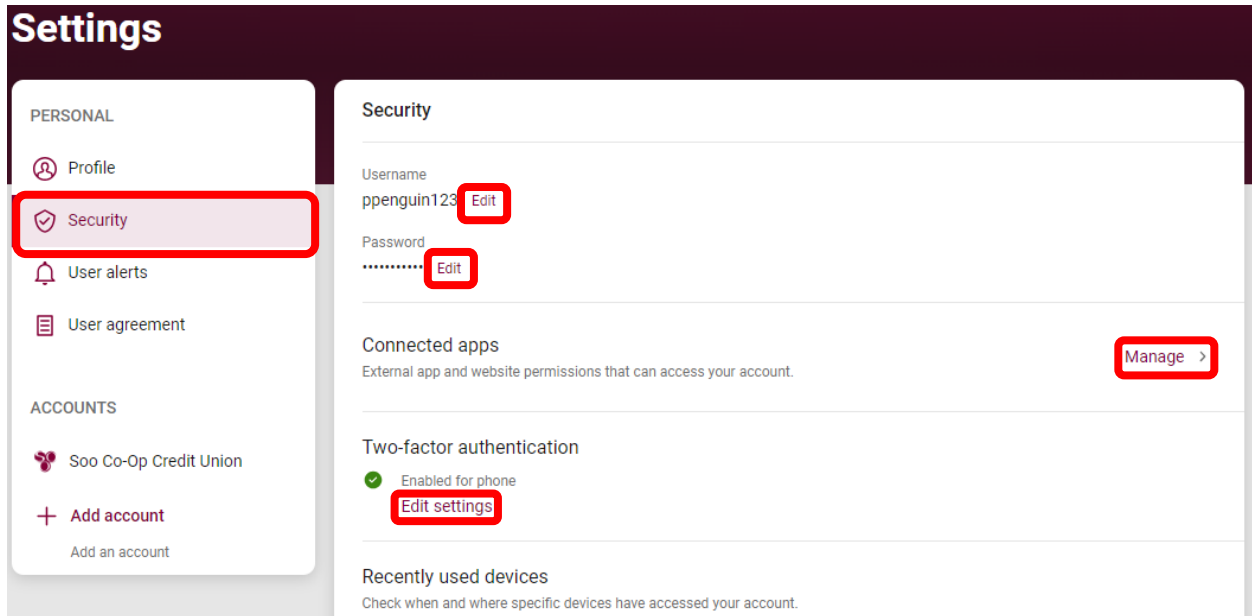 Settings
PERSONAL
Profile
Security
User alerts
User agreement
ACCOUNTS
Soo Co-Op Credit Union
Add account
Add an account
Security
Username
ppenguin123 Edit
Password
••••••••••• Edit
Connected apps
Manage >
External app and website permissions that can access your account.
Two-factor authentication
Enabled for phone
Edit settings
Recently used devices
Check when and where specific devices have accessed your account.